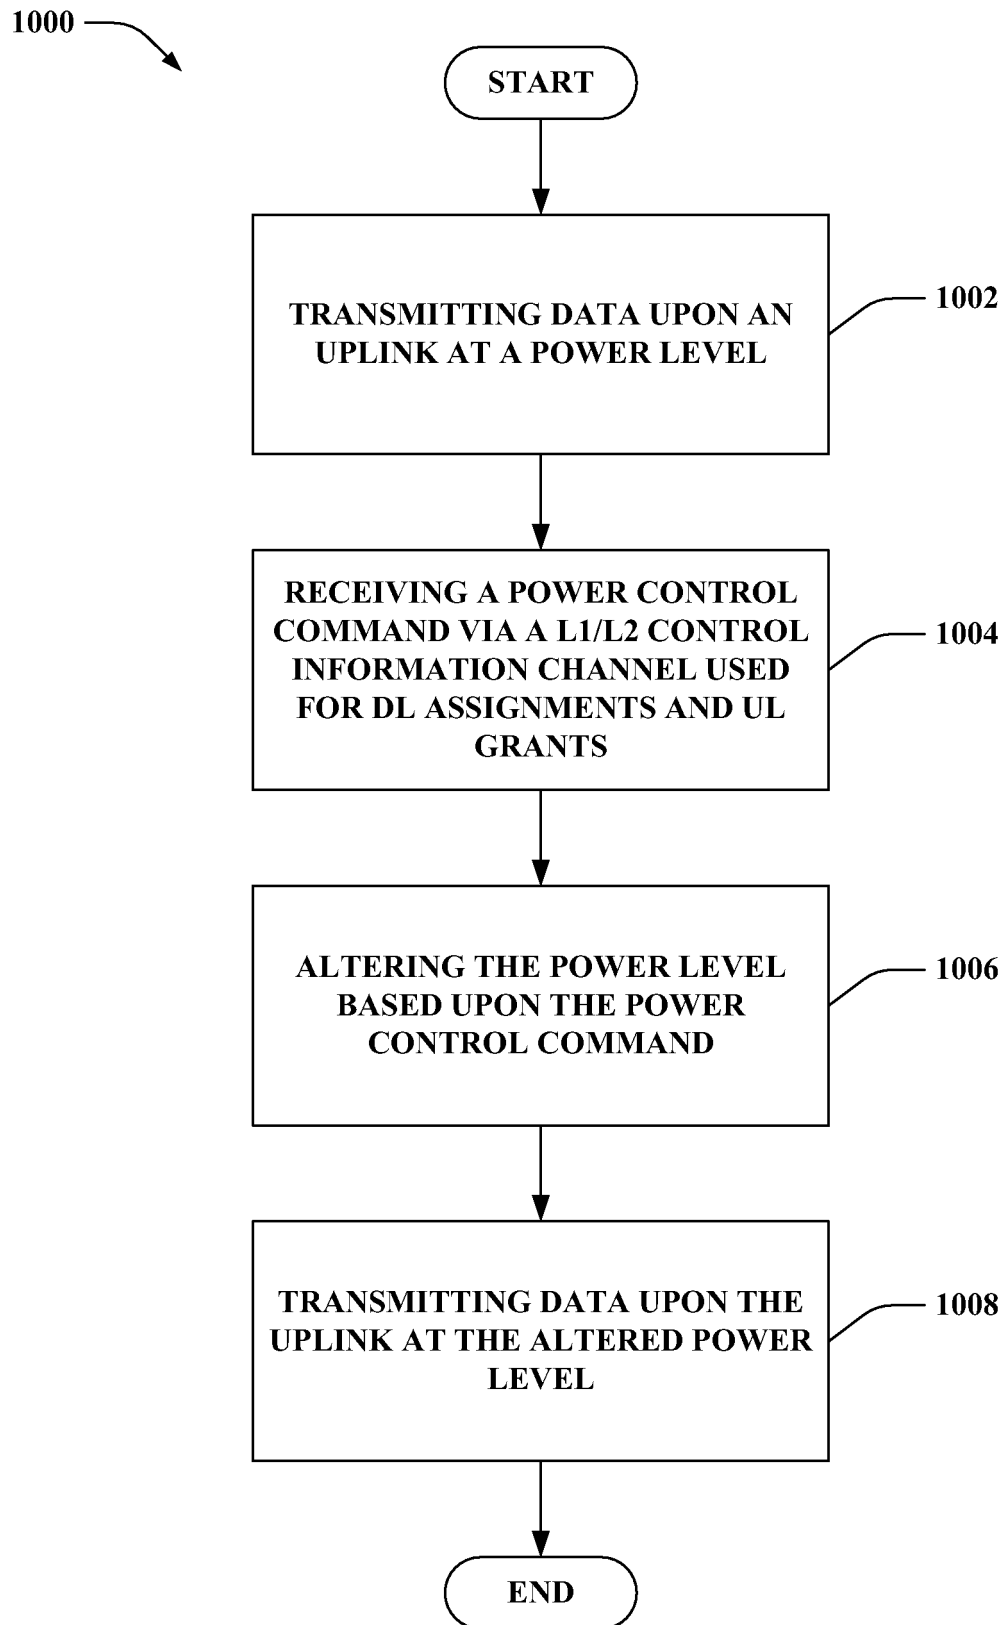 1000
START
TRANSMITTING DATA UPON AN
UPLINK AT A POWER LEVEL
1002
RECEIVING A POWER CONTROL
COMMAND VIA A L1/L2 CONTROL
INFORMATION CHANNEL USED
FOR DL ASSIGNMENTS AND UL
GRANTS
1004
ALTERING THE POWER LEVEL
BASED UPON THE POWER
CONTROL COMMAND
1006
TRANSMITTING DATA UPON THE
UPLINK AT THE ALTERED POWER
LEVEL
1008
END